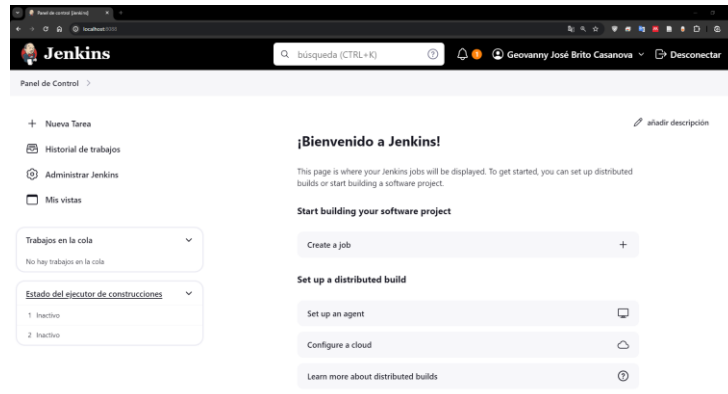 Panel de control [Jenkins]
localhost:8080
Jenkins
búsqueda (CTRL+K)
Geovanny José Brito Casanova
Desconectar
Panel de Control
Nueva Tarea
Historial de trabajos
Administrar Jenkins
Mis vistas
Trabajos en la cola
No hay trabajos en la cola
Estado del ejecutor de construcciones
1 Inactivo
2 Inactivo
añadir descripción
¡Bienvenido a Jenkins!
This page is where your Jenkins jobs will be displayed. To get started, you can set up distributed
builds or start building a software project.
Start building your software project
Create a job
Set up a distributed build
Set up an agent
Configure a cloud
Learn more about distributed builds